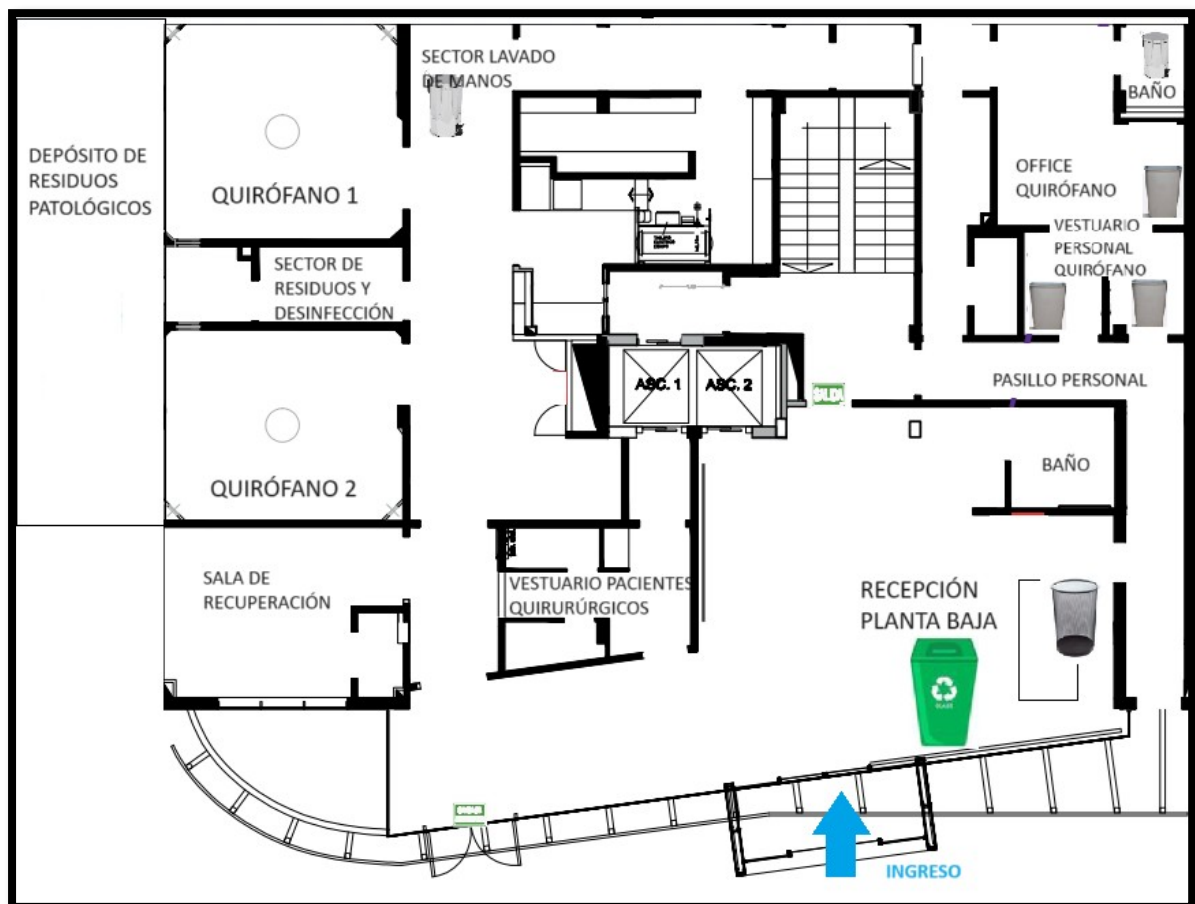 SECTOR LAVADO
DE MANOS
BAÑO
DEPÓSITO DE
RESIDUOS
PATOLÓGICOS
QUIRÓFANO 1
OFFICE
QUIRÓFANO
VESTUARIO
PERSONAL
QUIRÓFANO
SECTOR DE
RESIDUOS Y
DESINFECCIÓN
ASC. 1
ASC. 2
SALIDA
PASILLO PERSONAL
BAÑO
QUIRÓFANO 2
SALA DE
RECUPERACIÓN
VESTUARIO PACIENTES
QUIRURÚRGICOS
RECEPCIÓN
PLANTA BAJA
INGRESO